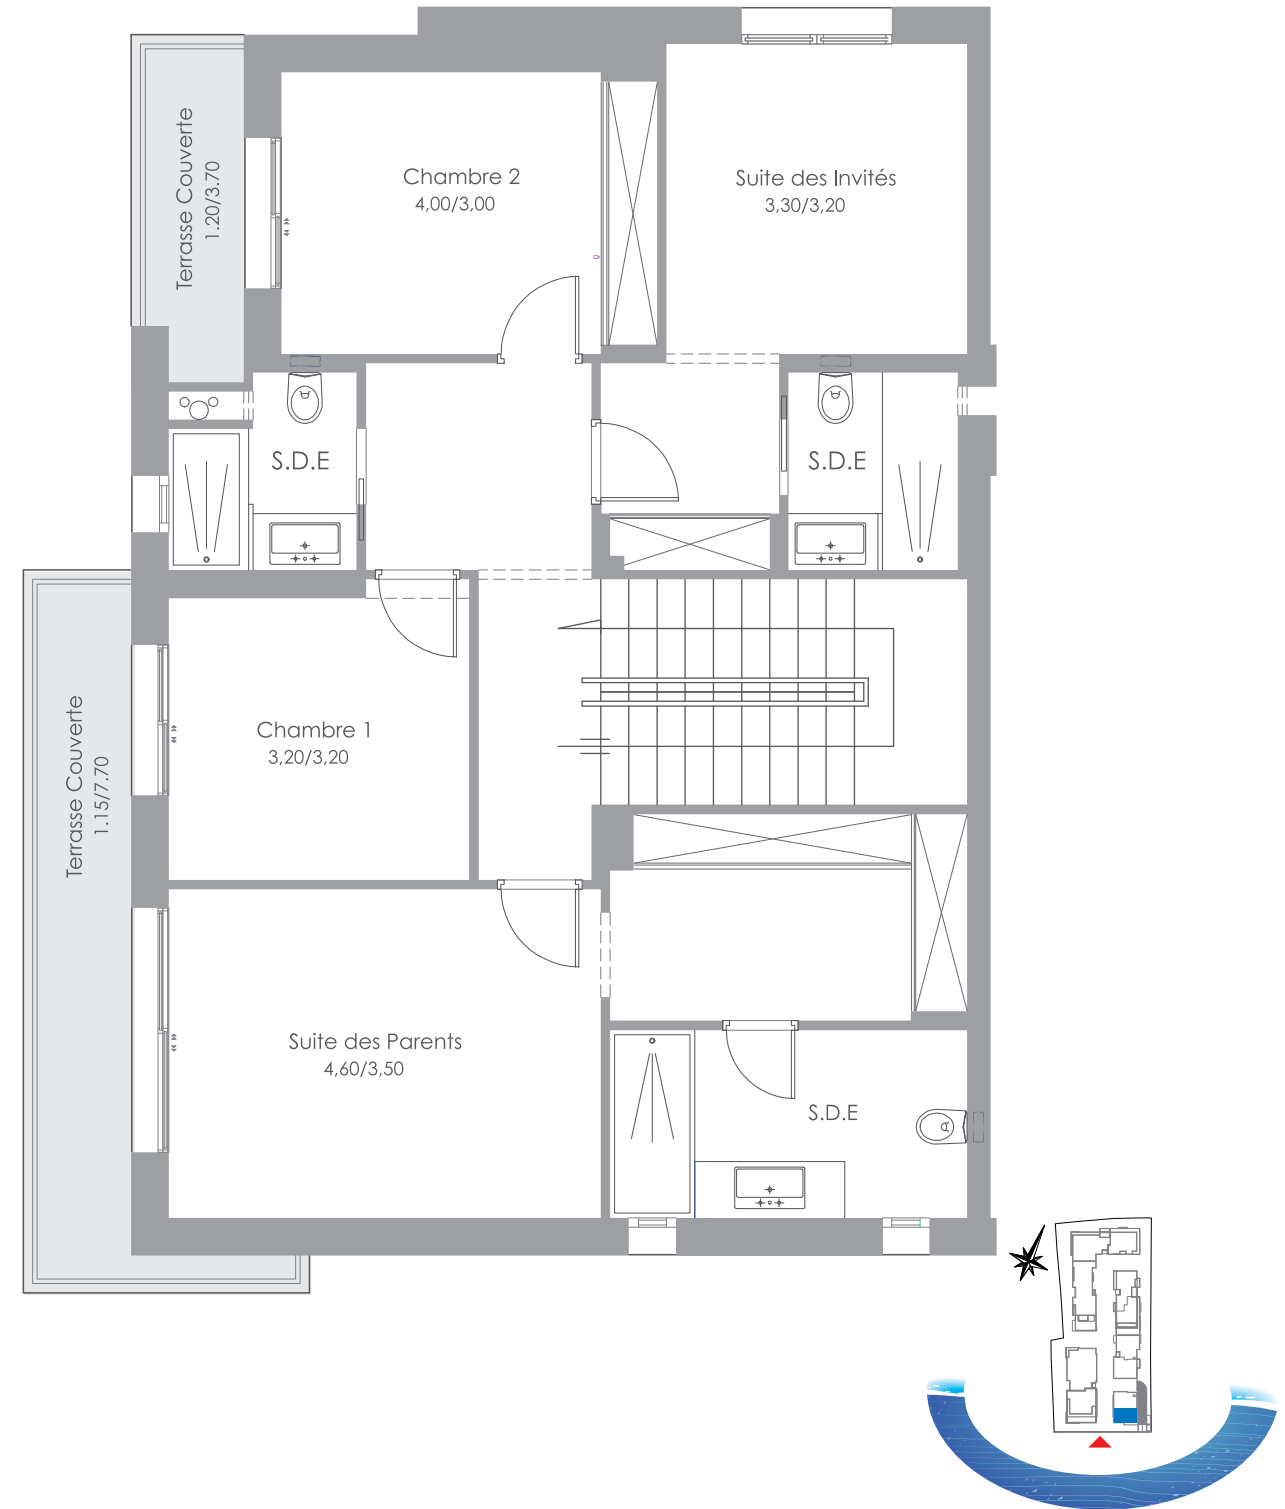 Terrasse Couverte
1.20/3.70
Chambre 2
4,00/3,00
Suite des Invités
3,30/3,20
S.D.E
S.D.E
Terrasse Couverte
1.15/7.70
Chambre 1
3,20/3,20
Suite des Parents
4,60/3,50
S.D.E